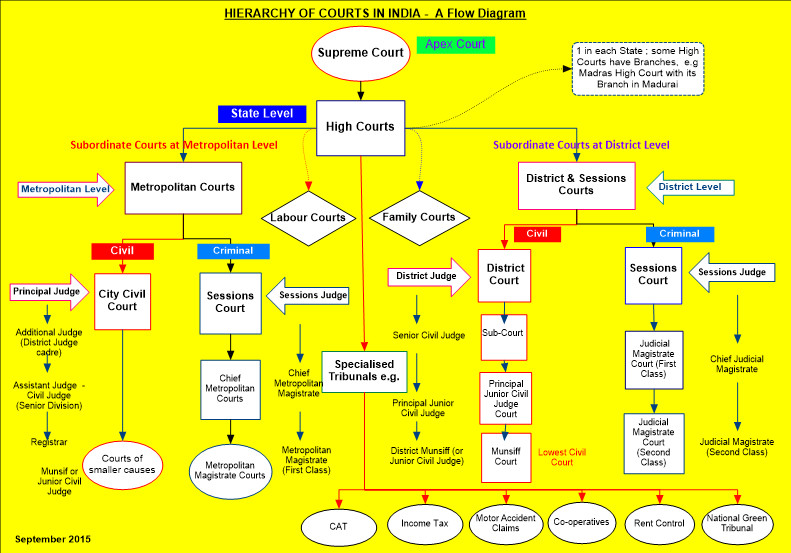 HIERARCHY OF COURTS IN INDIA - A Flow Diagram
Supreme Court
Apex Court
1 in each State ; some High
Courts have Branches, e.g
Madras High Court with its
Branch in Madurai
State Level
High Courts
Subordinate Courts at Metropolitan Level
Subordinate Courts at District Level
Metropolitan Level
Metropolitan Courts
Labour Courts
Family Courts
District & Sessions
Courts
District Level
Civil
Criminal
Civil
Criminal
Principal Judge
City Civil
Court
Sessions
Court
Sessions Judge
District Judge
District
Court
Sessions
Court
Sessions Judge
Additional Judge
(District Judge
cadre)
Assistant Judge -
Civil Judge
(Senior Division)
Registrar
Munsif or
Junior Civil
Judge
Courts of
smaller causes
Chief
Metropolitan
Courts
Metropolitan
Magistrate Courts
Chief
Metropolitan
Magistrate
Metropolitan
Magistrate
(First Class)
Specialised
Tribunals e.g.
Senior Civil Judge
Principal Junior
Civil Judge
District Munsiff (or
Junior Civil Judge)
Sub-Court
Principal
Junior Civil
Judge Court
Munsiff
Court
Lowest Civil
Court
Judicial
Magistrate
Court (First
Class)
Judicial
Magistrate
Court
(Second
Class)
Chief Judicial
Magistrate
Judicial Magistrate
(Second Class)
CAT
Income Tax
Motor Accident
Claims
Co-operatives
Rent Control
National Green
Tribunal
September 2015